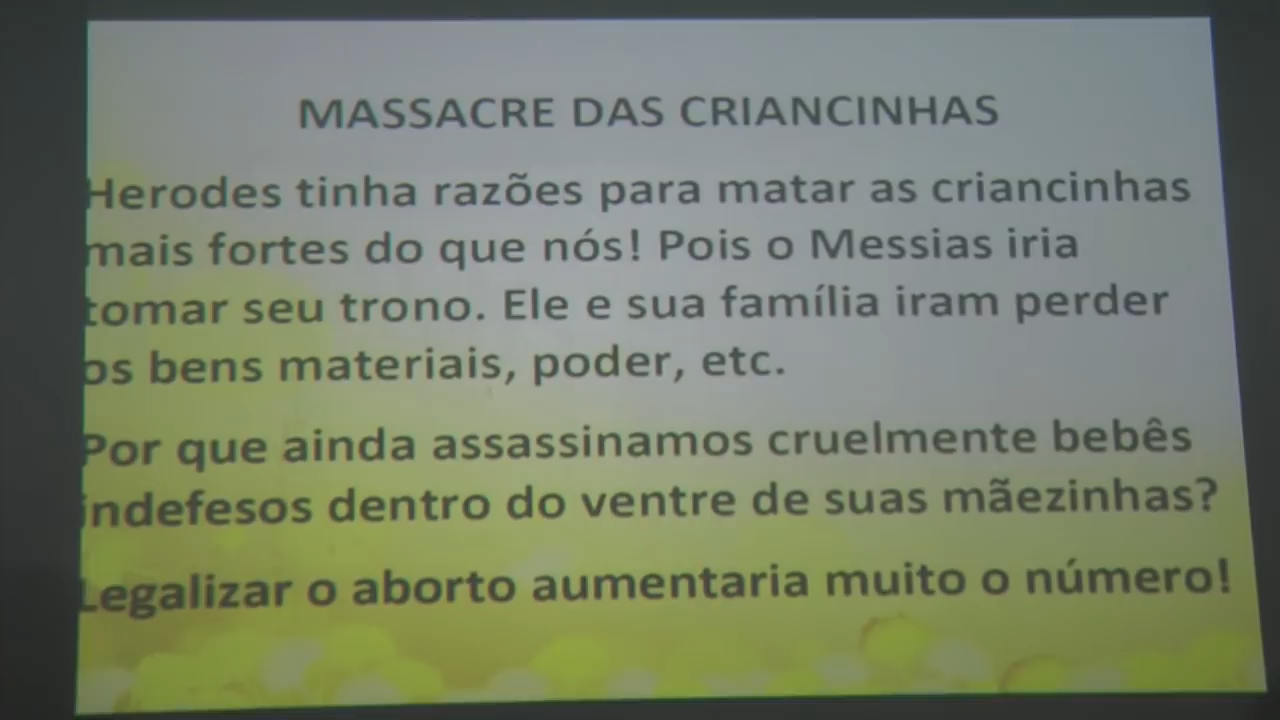 MASSACRE DAS CRIANCINHAS
Herodes tinha razões para matar as criancinhas
mais fortes do que nós! Pois o Messias iria
tomar seu trono. Ele e sua família iram perder
os bens materiais, poder, etc.
Por que ainda assassinamos cruelmente bebês
indefesos dentro do ventre de suas mãezinhas?
Legalizar o aborto aumentaria muito o número!